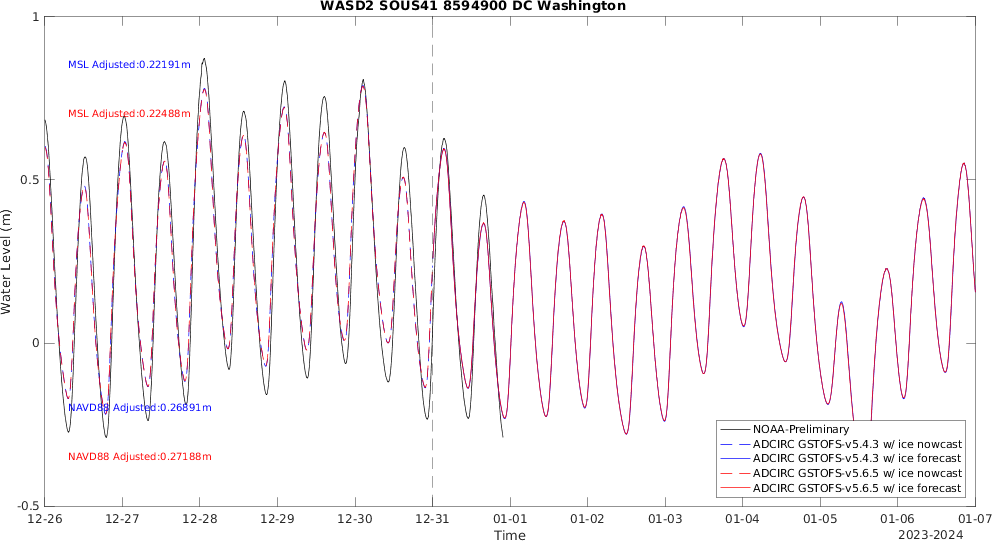 WASD2 SOUS41 8594900 DC Washington
1
MSL Adjusted:0.22191m
MSL Adjusted:0.22488m
0.5
Water Level (m)
0
NAVD88 Adjusted:0.26891m
NAVD88 Adjusted:0.27188m
NOAA-Preliminary
ADCIRC GSTOFS-v5.4.3 w/ ice nowcast
ADCIRC GSTOFS-v5.4.3 w/ ice forecast
ADCIRC GSTOFS-v5.6.5 w/ ice nowcast
ADCIRC GSTOFS-v5.6.5 w/ ice forecast
-0.5
12-26 12-27 12-28 12-29 12-30 12-31 01-01 01-02 01-03 01-04 01-05 01-06 01-07
Time
2023-2024